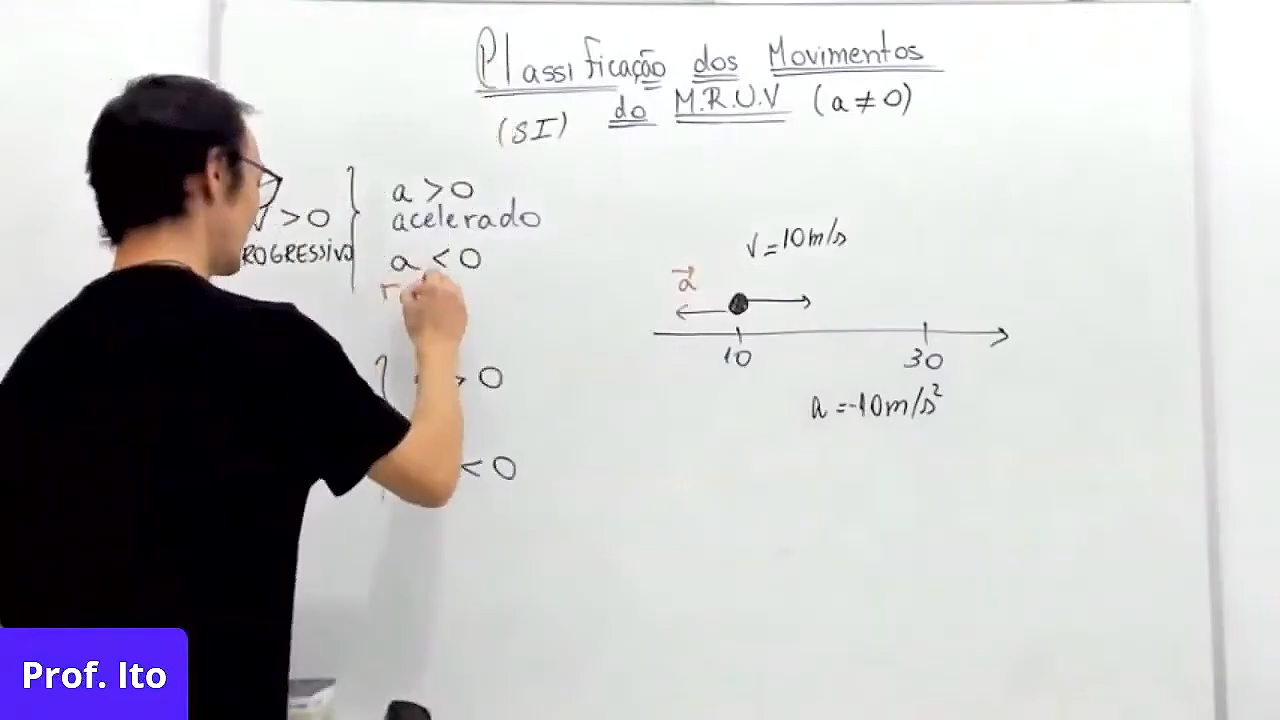 Classificação dos Movimentos
(SI) do M.R.U.V (a ≠ 0)
V > 0
ROGRESSIVO
a > 0
acelerado
a < 0
r
> 0
< 0
V = 10m/s
a
10 30
a = -10m/s²
Prof. Ito